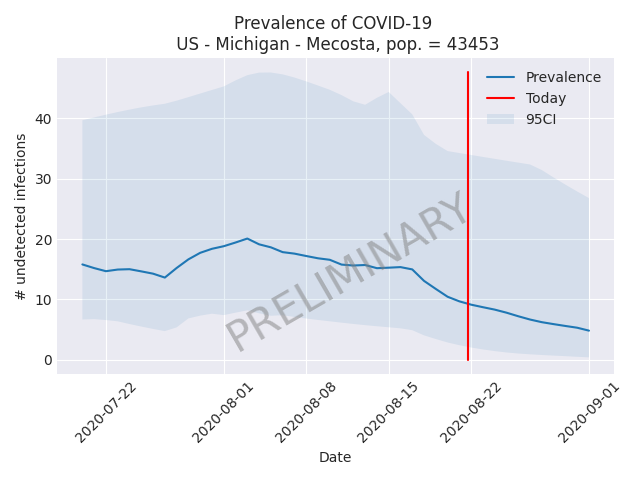 Prevalence of COVID-19
US - Michigan - Mecosta, pop. = 43453
Prevalence
Today
95CI
# undetected infections
40
30
20
10
0
PRELIMINARY
2020-07-22
2020-08-01
2020-08-08
2020-08-15
2020-08-22
2020-09-01
Date